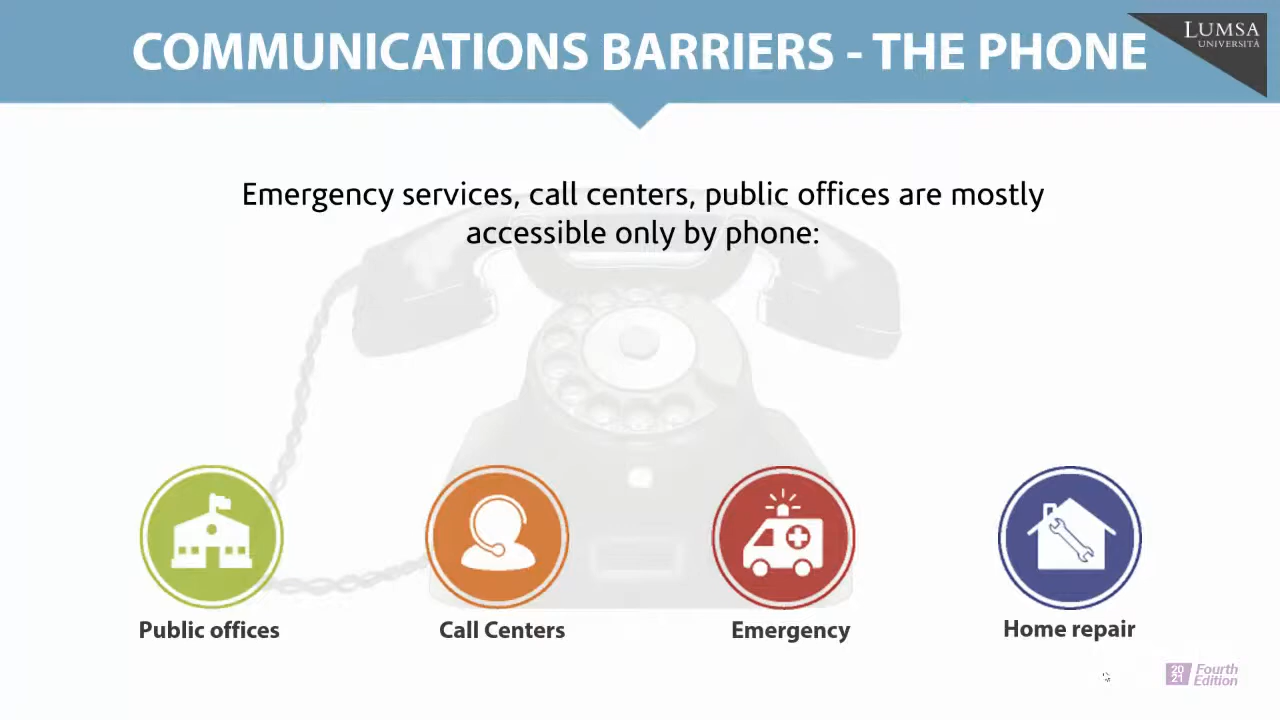 COMMUNICATIONS BARRIERS - THE PHONE
LUMSA
UNIVERSITÀ
Emergency services, call centers, public offices are mostly
accessible only by phone:
Public offices
Call Centers
Emergency
Home repair
2021
Fourth
Edition